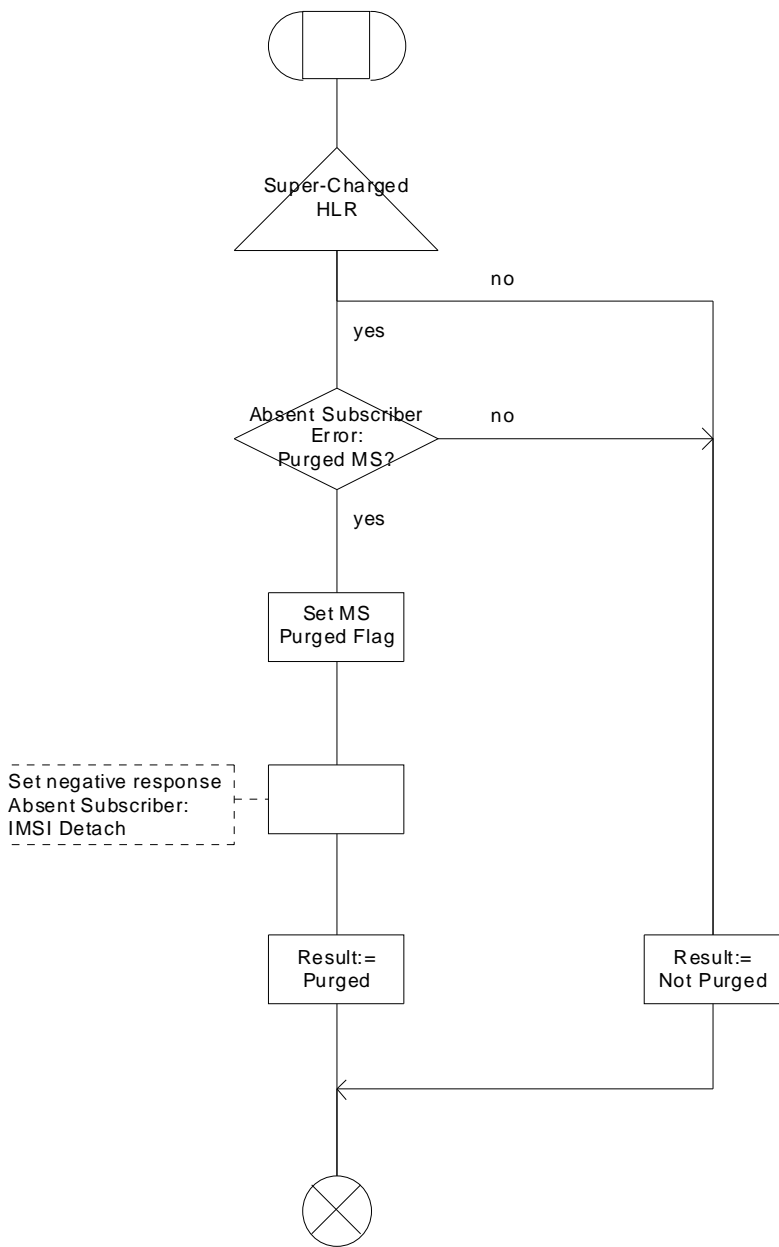 Super-Charged
HLR
no
yes
Absent Subscriber
Error:
Purged MS?
no
yes
Set MS
Purged Flag
Set negative response
Absent Subscriber:
IMSI Detach
Result:=
Purged
Result:=
Not Purged